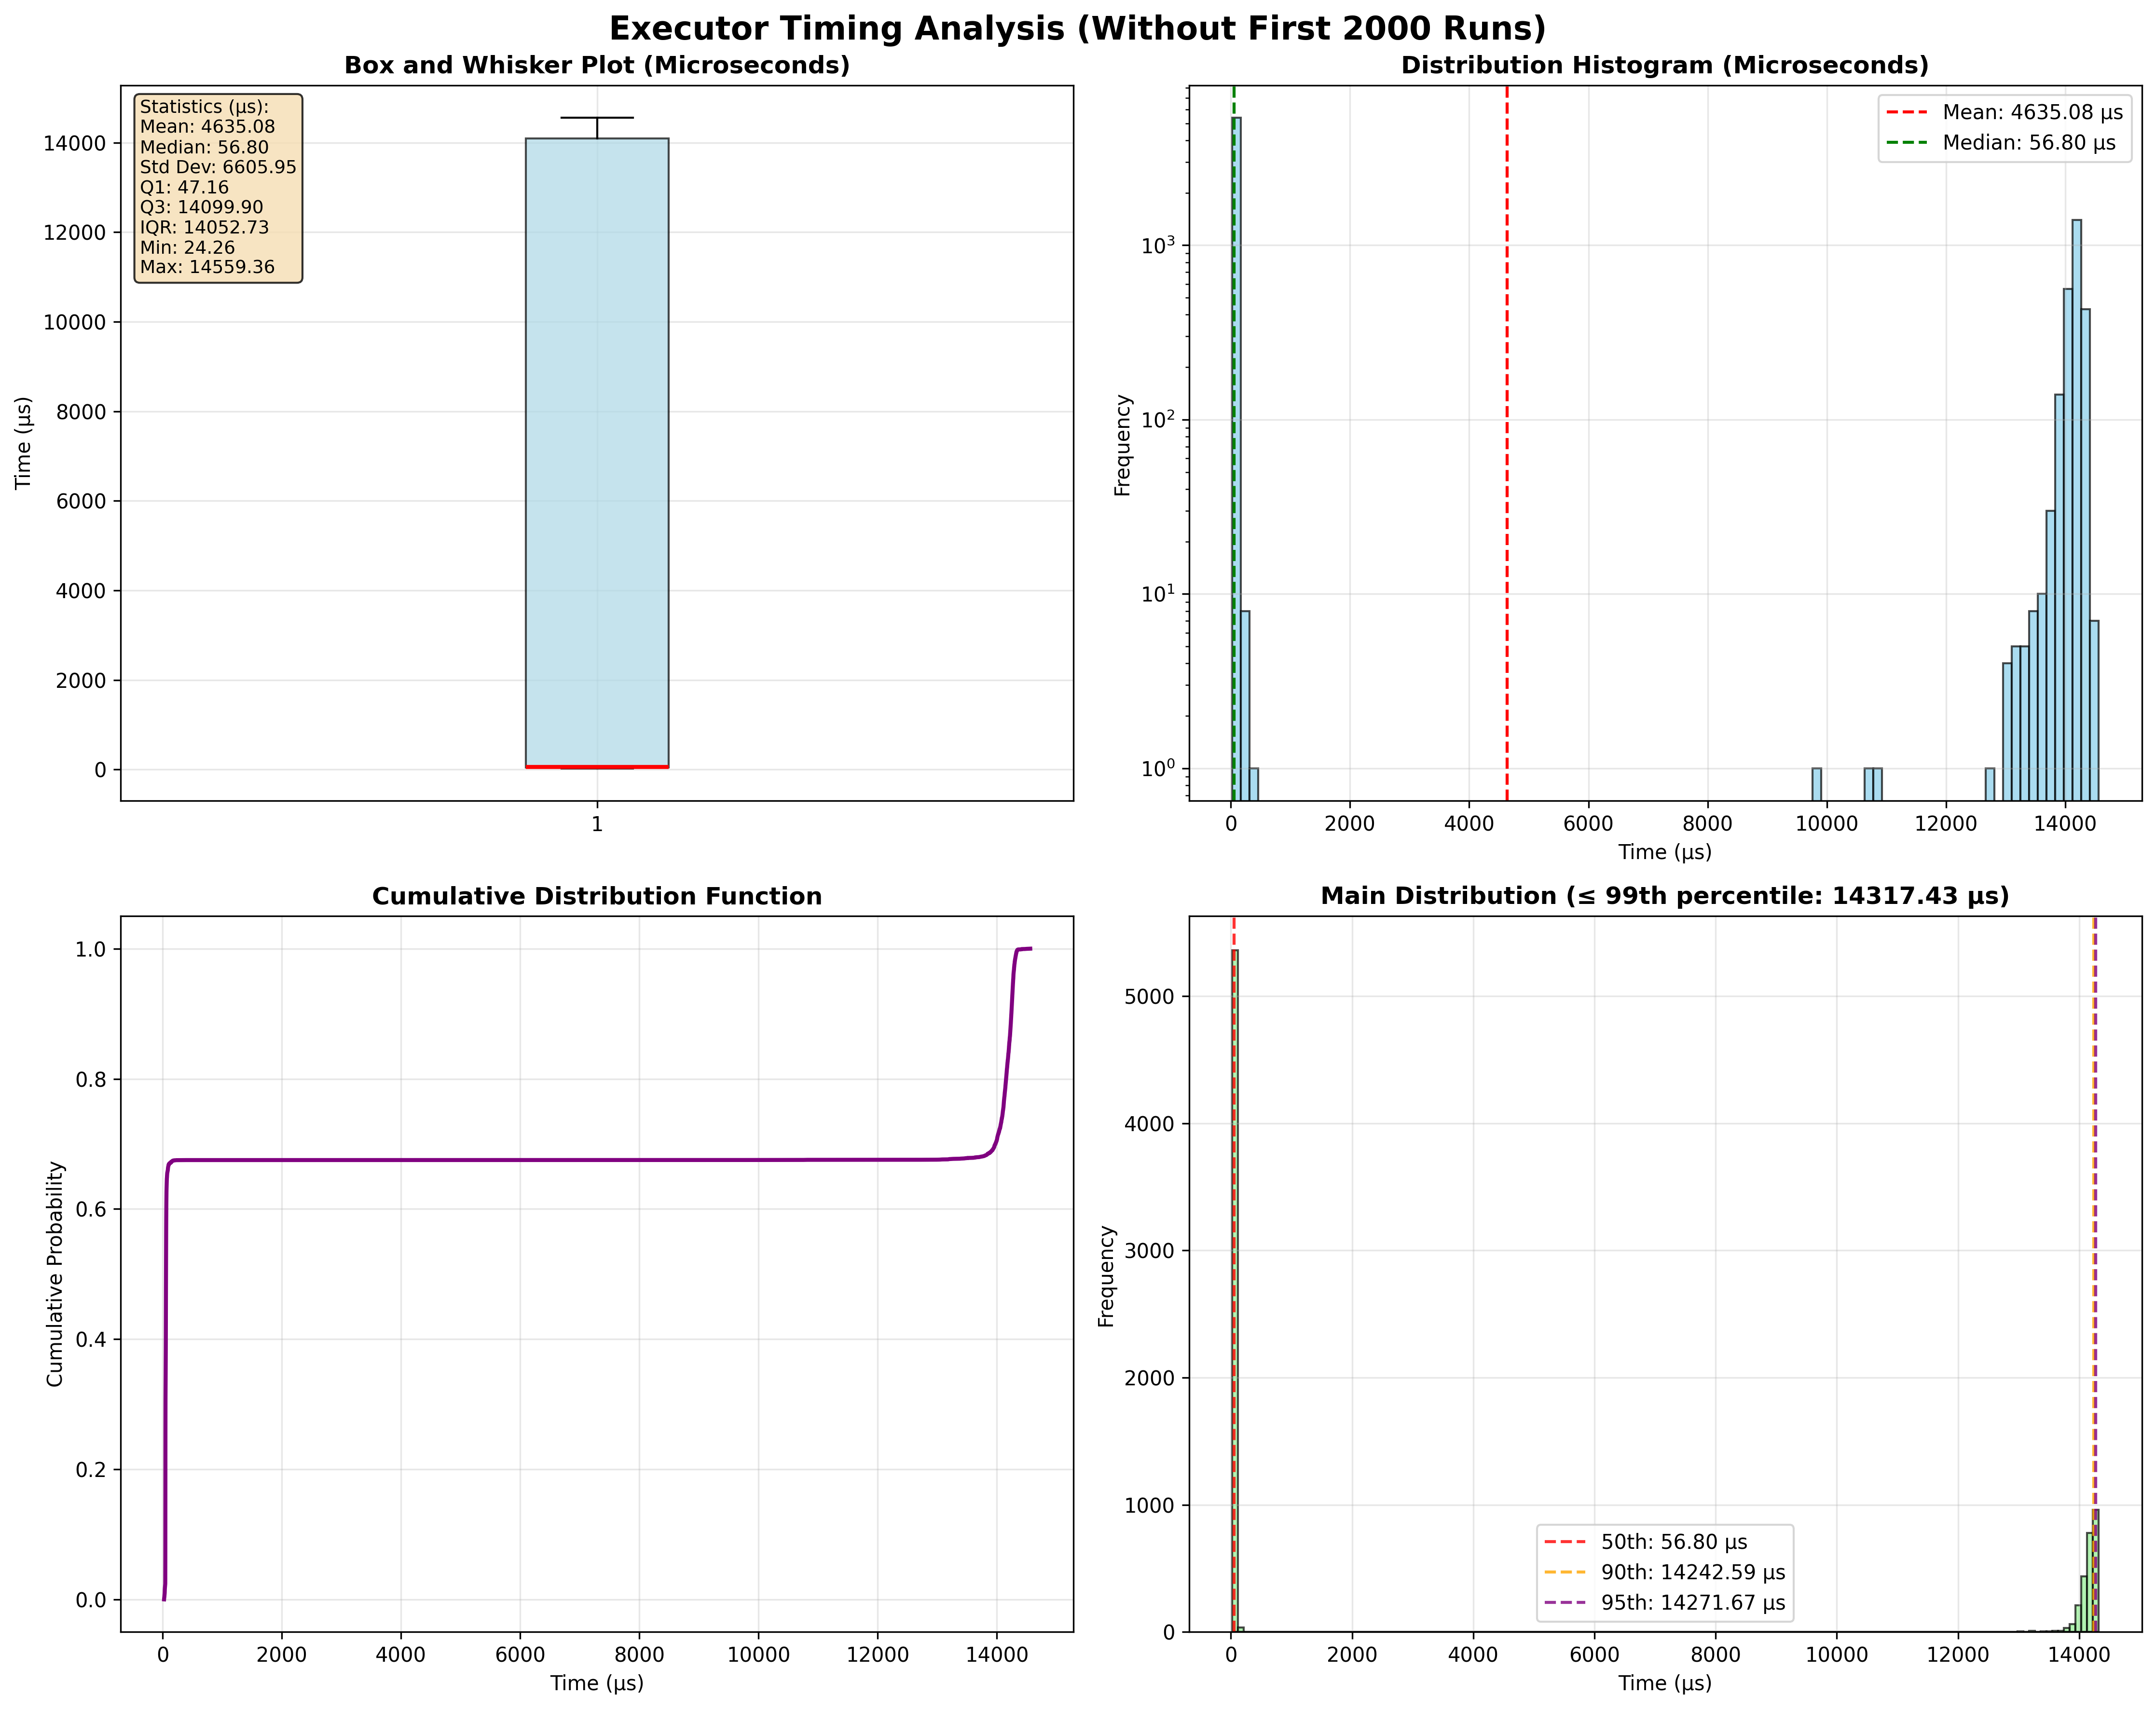 Executor Timing Analysis (Without First 2000 Runs)
Box and Whisker Plot (Microseconds)
Statistics (µs):
Mean: 4635.08
Median: 56.80
Std Dev: 6605.95
Q1: 47.16
Q3: 14099.90
IQR: 14052.73
Min: 24.26
Max: 14559.36
Time (µs)
14000
12000
10000
8000
6000
4000
2000
0
1
Distribution Histogram (Microseconds)
Mean: 4635.08 µs
Median: 56.80 µs
Frequency
10³
10²
10¹
10⁰
0 2000 4000 6000 8000 10000 12000 14000
Time (µs)
Cumulative Distribution Function
Cumulative Probability
1.0
0.8
0.6
0.4
0.2
0.0
0 2000 4000 6000 8000 10000 12000 14000
Time (µs)
Main Distribution (≤ 99th percentile: 14317.43 µs)
Frequency
5000
4000
3000
2000
1000
0
50th: 56.80 µs
90th: 14242.59 µs
95th: 14271.67 µs
0 2000 4000 6000 8000 10000 12000 14000
Time (µs)